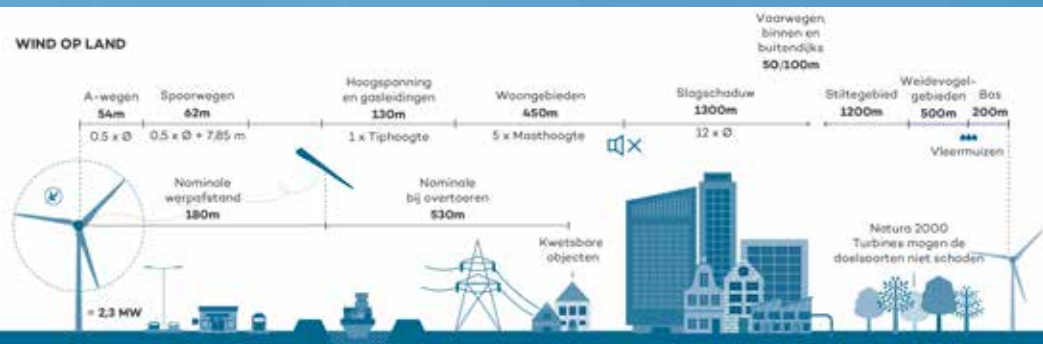 WIND OP LAND
Vaarwegen,
binnen en
buitendijks
50/100m
A-wegen
54m
0.5 x Ø
Spoorwegen
62m
0,5 x Ø + 7,85 m
Hoogspanning
en gasleidingen
130m
1 x Tiphoogte
Woongebieden
450m
5 x Masthoogte
Slagschaduw
1300m
12 x Ø
Stiltegebied
1200m
Weidevogel-
gebieden
500m
Bos
200m
Vleermuizen
Nominale
werpafstand
180m
Nominale
bij overtoeren
530m
Kwetsbare
objecten
Natura 2000
Turbines mogen de
doelsoorten niet schaden
= 2,3 MW